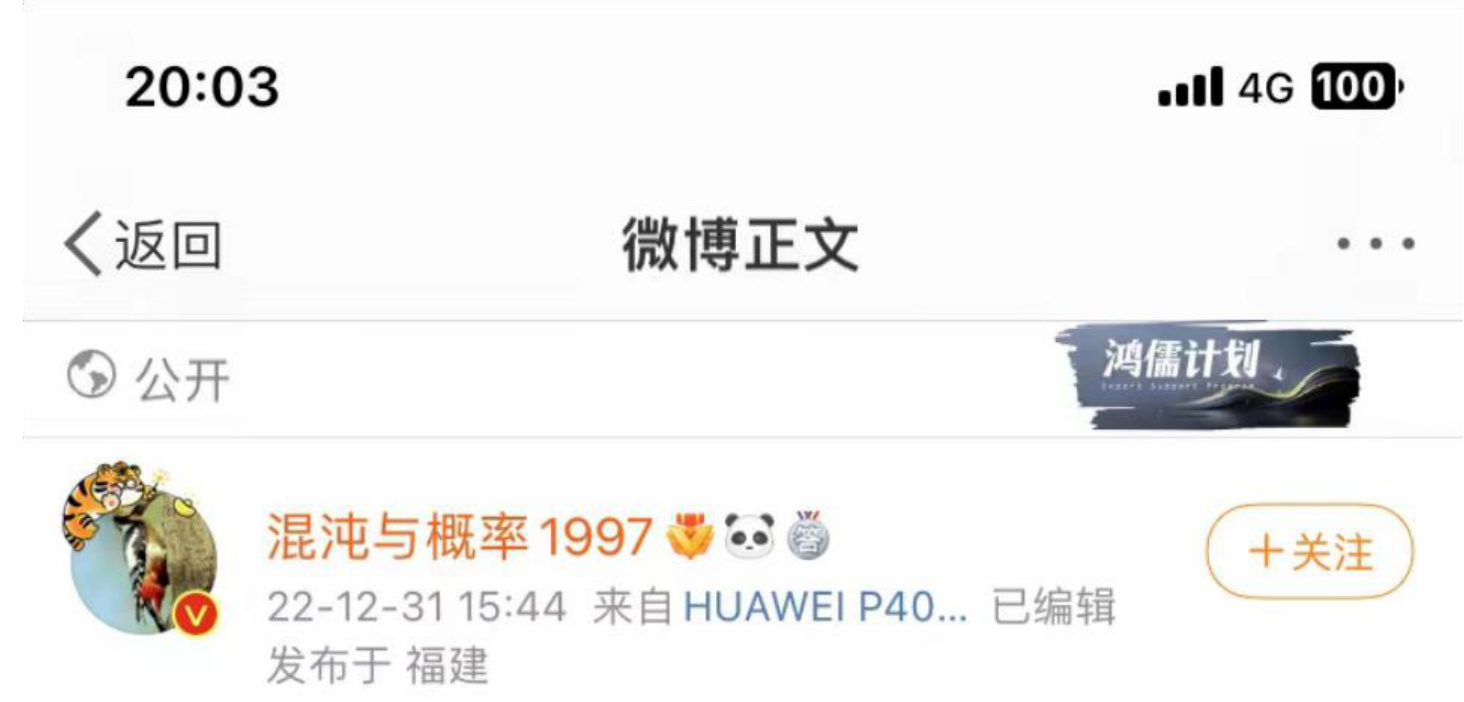 20:03 4G 100
返回 微博正文 ...
公开 鸿儒计划
Expert Support Program
混沌与概率1997 答 +关注
22-12-31 15:44 来自 HUAWEI P40... 已编辑
发布于 福建
V